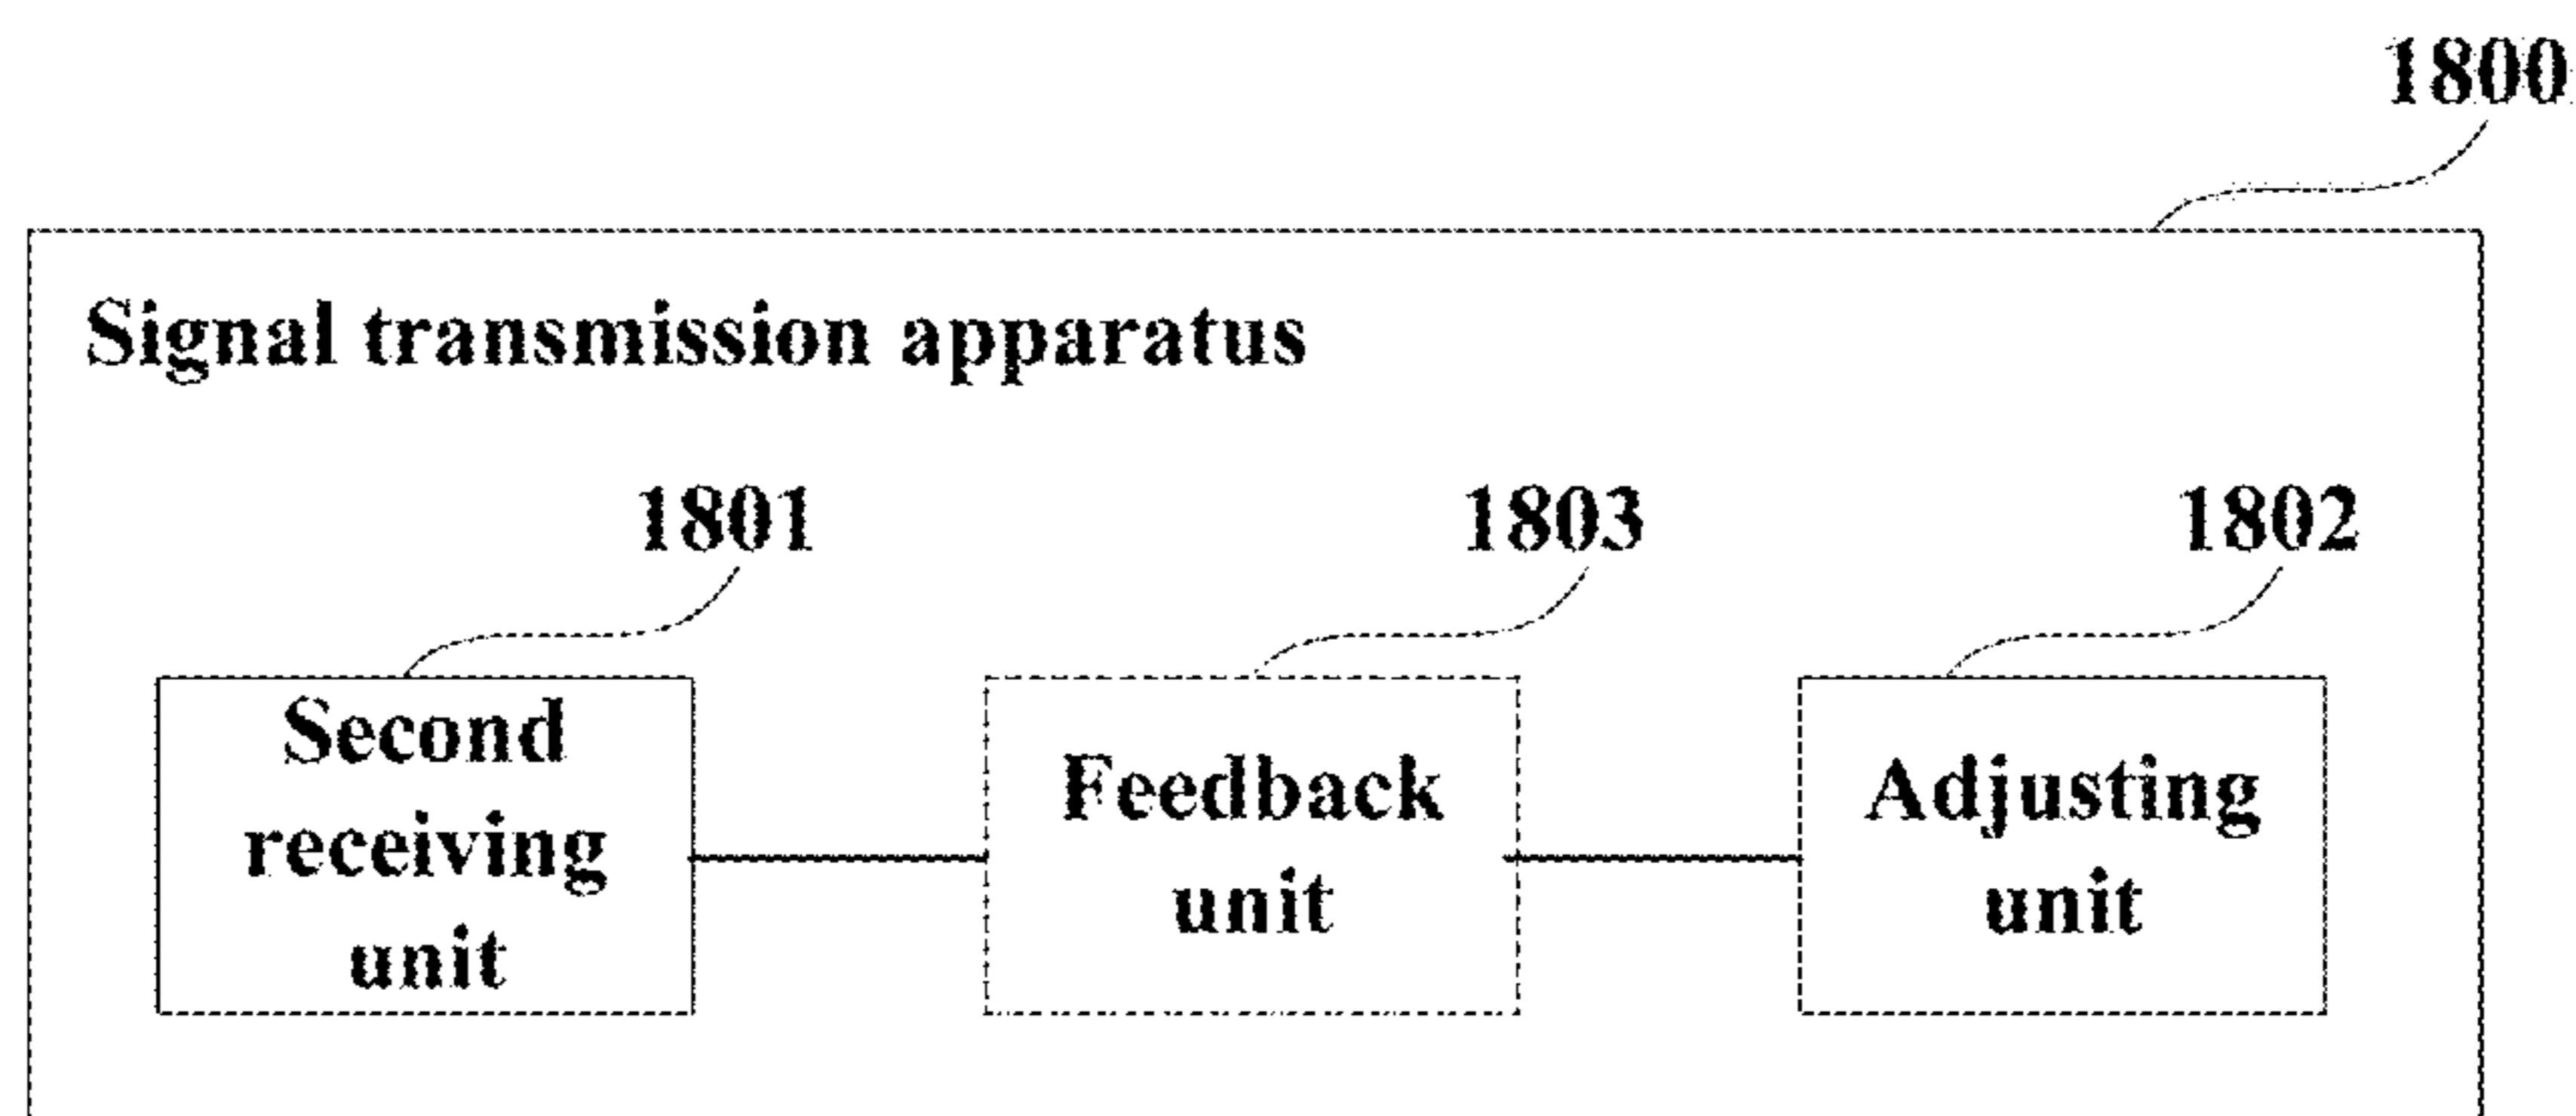 1800
Signal transmission apparatus
1801
1803
1802
Second
receiving
unit
Feedback
unit
Adjusting
unit